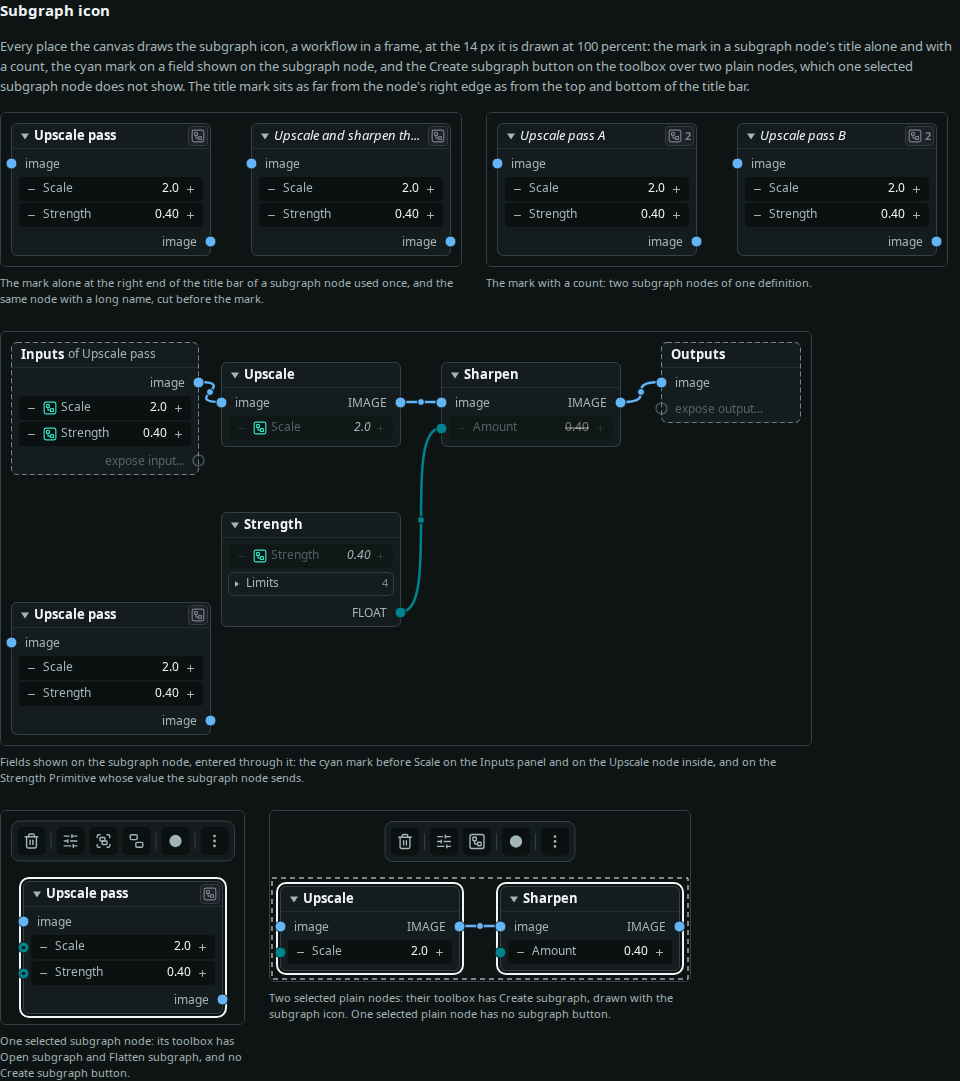 Subgraph icon
Every place the canvas draws the subgraph icon, a workflow in a frame, at the 14 px it is drawn at 100 percent: the mark in a subgraph node's title alone and with
a count, the cyan mark on a field shown on the subgraph node, and the Create subgraph button on the toolbox over two plain nodes, which one selected
subgraph node does not show. The title mark sits as far from the node's right edge as from the top and bottom of the title bar.
Upscale pass
image
− Scale 2.0 +
− Strength 0.40 +
image
Upscale and sharpen th...
image
− Scale 2.0 +
− Strength 0.40 +
image
Upscale pass A 2
image
− Scale 2.0 +
− Strength 0.40 +
image
Upscale pass B 2
image
− Scale 2.0 +
− Strength 0.40 +
image
The mark alone at the right end of the title bar of a subgraph node used once, and the
same node with a long name, cut before the mark.
The mark with a count: two subgraph nodes of one definition.
Inputs of Upscale pass
image
− Scale 2.0 +
− Strength 0.40 +
expose input...
Upscale
image IMAGE
− Scale 2.0 +
Sharpen
image IMAGE
− Amount 0.40 +
Outputs
image
expose output...
Strength
− Strength 0.40 +
Limits 4
FLOAT
Upscale pass
image
− Scale 2.0 +
− Strength 0.40 +
image
Fields shown on the subgraph node, entered through it: the cyan mark before Scale on the Inputs panel and on the Upscale node inside, and on the
Strength Primitive whose value the subgraph node sends.
Upscale pass
image
− Scale 2.0 +
− Strength 0.40 +
image
Upscale
image IMAGE
− Scale 2.0 +
Sharpen
image IMAGE
− Amount 0.40 +
One selected subgraph node: its toolbox has
Open subgraph and Flatten subgraph, and no
Create subgraph button.
Two selected plain nodes: their toolbox has Create subgraph, drawn with the
subgraph icon. One selected plain node has no subgraph button.